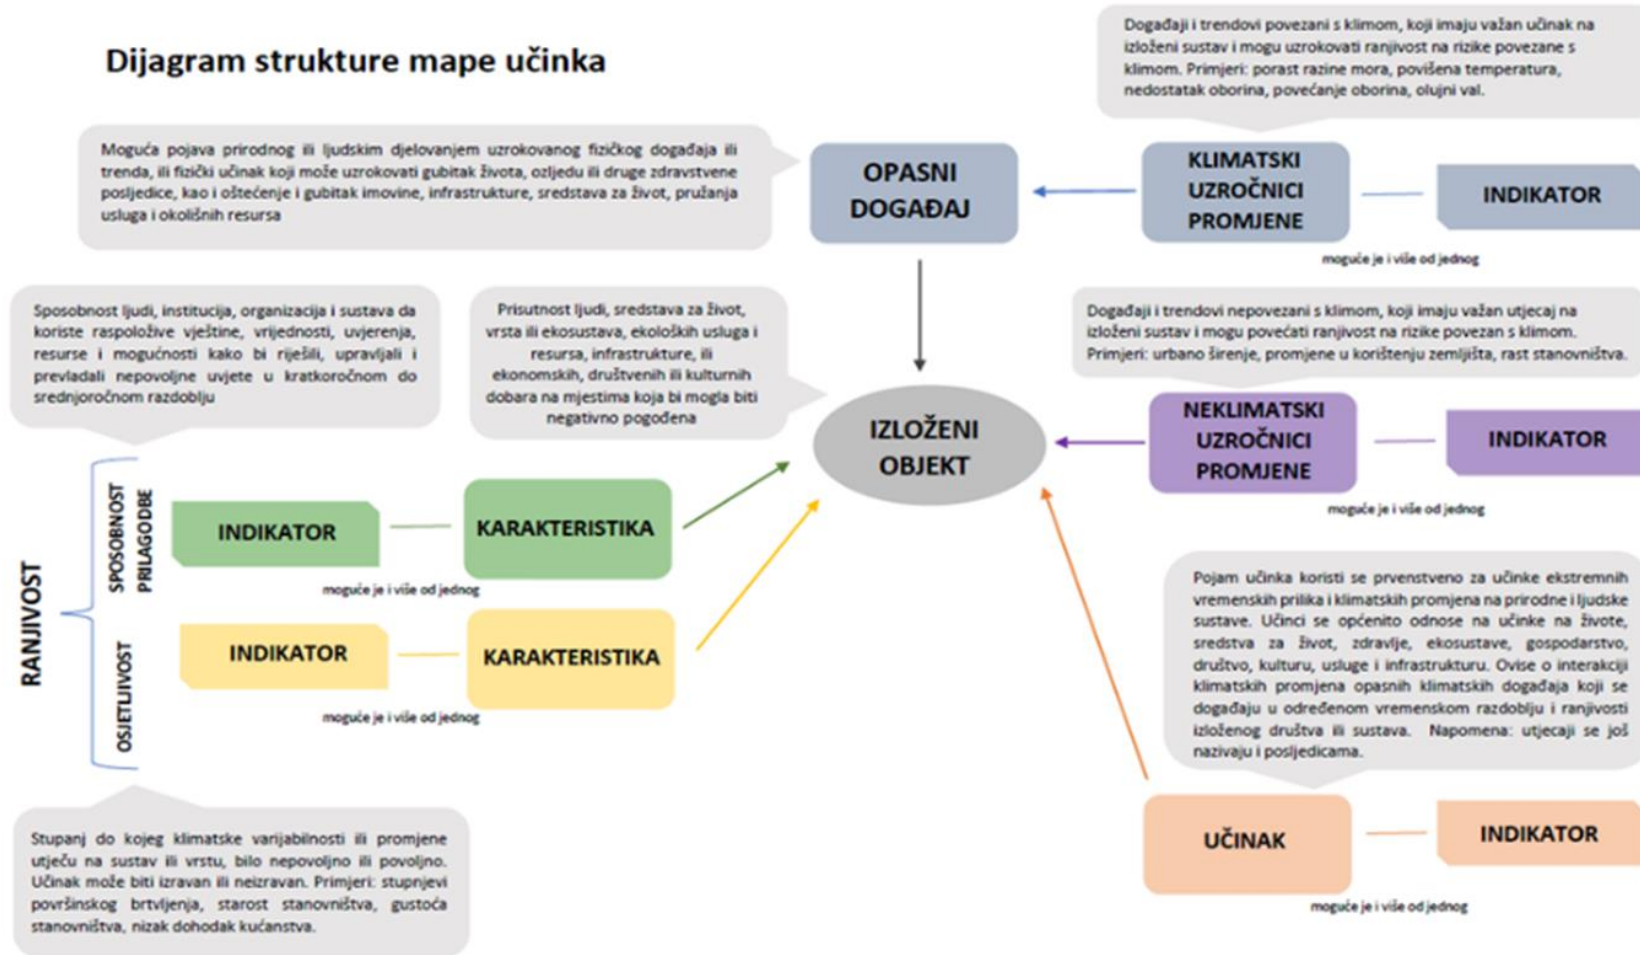 Dijagram strukture mape učinka
Događaji i trendovi povezani s klimom, koji imaju važan učinak na
izloženi sustav i mogu uzrokovati ranjivost na rizike povezane s
klimom. Primjeri: porast razine mora, povišena temperatura,
nedostatak oborina, povećanje oborina, olujni val.
Moguća pojava prirodnog ili ljudskim djelovanjem uzrokovanog fizičkog događaja ili
trenda, ili fizički učinak koji može uzrokovati gubitak života, ozljedu ili druge zdravstvene
posljedice, kao i oštećenje i gubitak imovine, infrastrukture, sredstava za život, pružanja
usluga i okolišnih resursa
OPASNI
DOGAĐAJ
KLIMATSKI
UZROČNICI
PROMJENE
INDIKATOR
moguće je i više od jednog
Sposobnost ljudi, institucija, organizacija i sustava da
koriste raspoložive vještine, vrijednosti, uvjerenja,
resurse i mogućnosti kako bi riješili, upravljali i
prevladali nepovoljne uvjete u kratkoročnom do
srednjoročnom razdoblju
Prisutnost ljudi, sredstava za život,
vrsta ili ekosustava, ekoloških usluga i
resursa, infrastrukture, ili
ekonomskih, društvenih ili kulturnih
dobara na mjestima koja bi mogla biti
negativno pogođena
Događaji i trendovi nepovezani s klimom, koji imaju važan utjecaj na
izloženi sustav i mogu povećati ranjivost na rizike povezan s klimom.
Primjeri: urbano širenje, promjene u korištenju zemljišta, rast stanovništva.
IZLOŽENI
OBJEKT
NEKLIMATSKI
UZROČNICI
PROMJENE
INDIKATOR
moguće je i više od jednog
RANJIVOST
SPOSOBNOST
PRILAGODBE
INDIKATOR
KARAKTERISTIKA
moguće je i više od jednog
OSJETLJIVOST
INDIKATOR
KARAKTERISTIKA
moguće je i više od jednog
Pojam učinka koristi se prvenstveno za učinke ekstremnih
vremenskih prilika i klimatskih promjena na prirodne i ljudske
sustave. Učinci se općenito odnose na učinke na živote,
sredstva za život, zdravlje, ekosustave, gospodarstvo,
društvo, kulturu, usluge i infrastrukturu. Ovise o interakciji
klimatskih promjena opasnih klimatskih događaja koji se
događaju u određenom vremenskom razdoblju i ranjivosti
izloženog društva ili sustava. Napomena: utjecaji se još
nazivaju i posljedicama.
UČINAK
INDIKATOR
moguće je i više od jednog
Stupanj do kojeg klimatske varijabilnosti ili promjene
utječu na sustav ili vrstu, bilo nepovoljno ili povoljno.
Učinak može biti izravan ili neizravan. Primjeri: stupnjevi
površinskog brtvljenja, starost stanovništva, gustoća
stanovništva, nizak dohodak kućanstva.